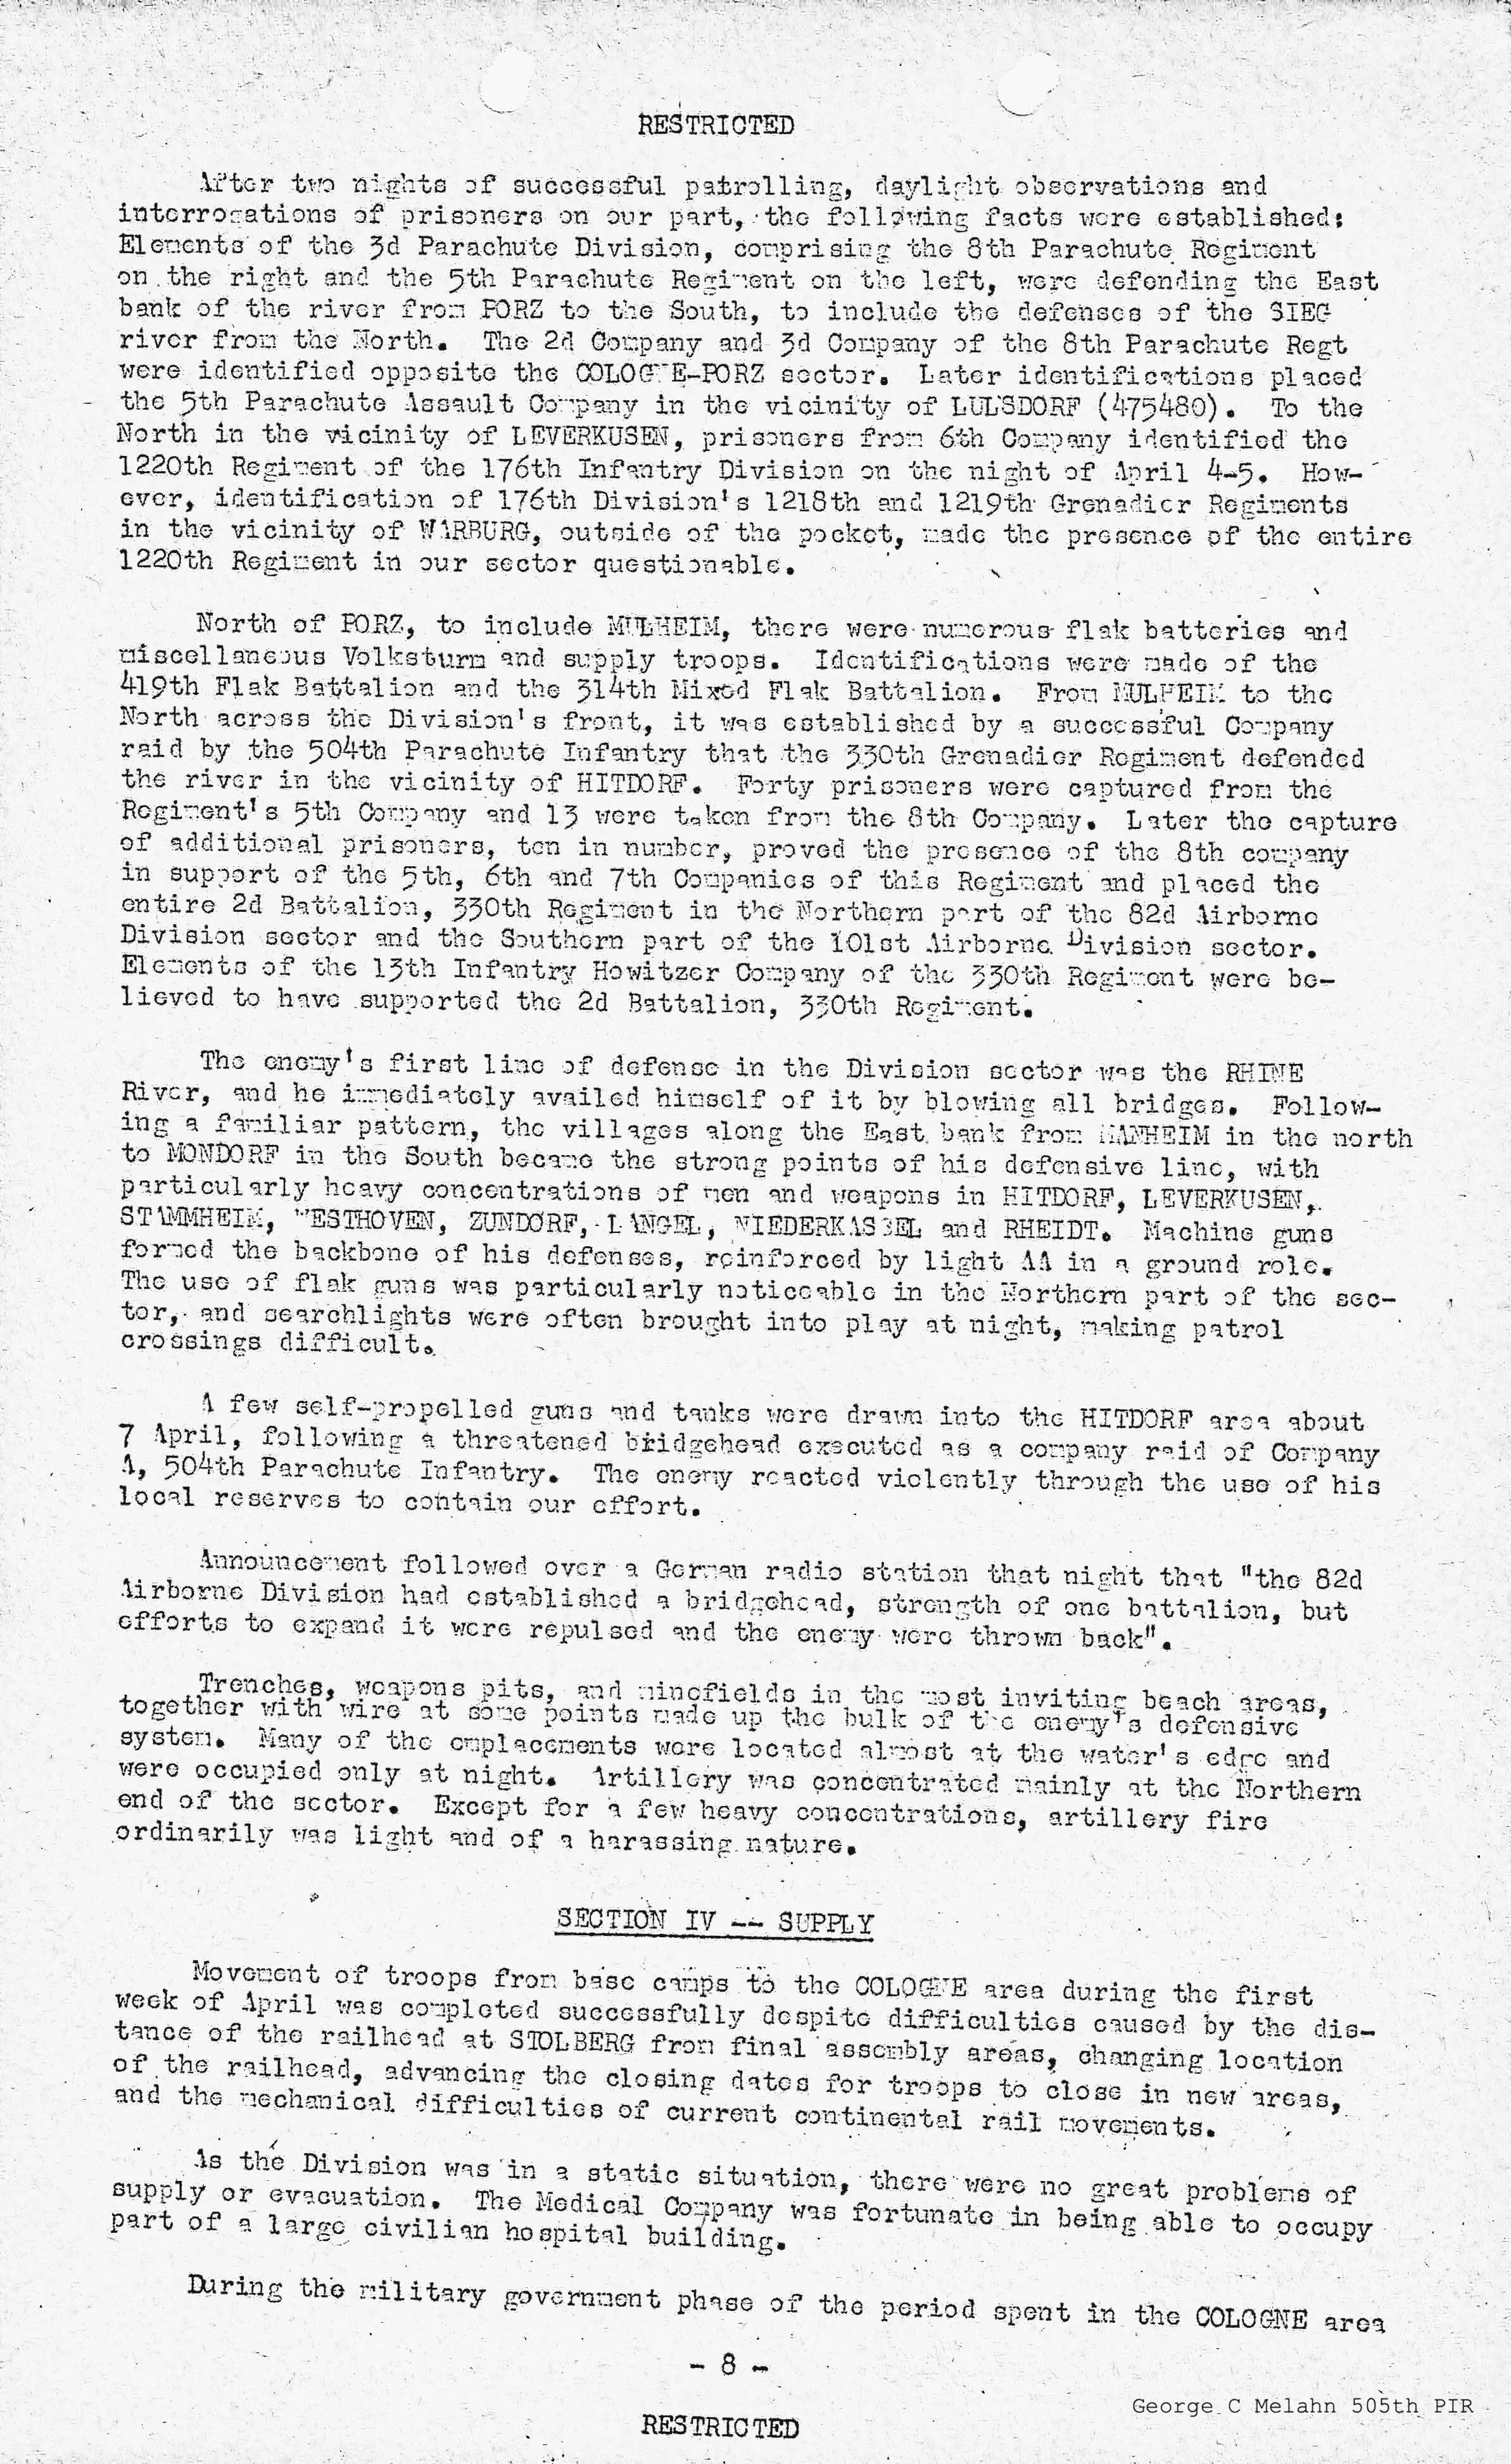 RESTRICTED
After two nights of successful patrolling, daylight observations and
interrogations of prisoners on our part, the following facts were established:
Elements of the 3d Parachute Division, comprising the 8th Parachute Regiment
on the right and the 5th Parachute Regiment on the left, were defending the East
bank of the river from PORZ to the South, to include the defenses of the SIEG
river from the North. The 2d Company and 3d Company of the 8th Parachute Regt
were identified opposite the COLOGNE-PORZ sector. Later identifications placed
the 5th Parachute Assault Company in the vicinity of LULSDORF (475480). To the
North in the vicinity of LEVERKUSEN, prisoners from 6th Company identified the
1220th Regiment of the 176th Infantry Division on the night of April 4-5. How-
ever, identification of 176th Division's 1218th and 1219th Grenadier Regiments
in the vicinity of WARBURG, outside of the pocket, made the presence of the entire
1220th Regiment in our sector questionable.
North of PORZ, to include MULHEIM, there were numerous flak batteries and
miscellaneous Volksturm and supply troops. Identifications were made of the
419th Flak Battalion and the 314th Mixed Flak Battalion. From MULHEIM to the
North across the Division's front, it was established by a successful Company
raid by the 504th Parachute Infantry that the 330th Grenadier Regiment defended
the river in the vicinity of HITDORF. Forty prisoners were captured from the
Regiment's 5th Company and 13 were taken from the 8th Company. Later the capture
of additional prisoners, ten in number, proved the presence of the 8th company
in support of the 5th, 6th and 7th Companies of this Regiment and placed the
entire 2d Battalion, 330th Regiment in the Northern part of the 82d Airborne
Division sector and the Southern part of the 101st Airborne Division sector.
Elements of the 13th Infantry Howitzer Company of the 330th Regiment were be-
lieved to have supported the 2d Battalion, 330th Regiment.
The enemy's first line of defense in the Division sector was the RHINE
River, and he immediately availed himself of it by blowing all bridges. Follow-
ing a familiar pattern, the villages along the East bank from MANHEIM in the north
to MONDORF in the South became the strong points of his defensive line, with
particularly heavy concentrations of men and weapons in HITDORF, LEVERKUSEN,
STAMMHEIM, WESTHOVEN, ZUNDORF, LANGEL, NIEDERKASSEL and RHEIDT. Machine guns
formed the backbone of his defenses, reinforced by light AA in a ground role.
The use of flak guns was particularly noticeable in the Northern part of the sec-
tor, and searchlights were often brought into play at night, making patrol
crossings difficult.
A few self-propelled guns and tanks were drawn into the HITDORF area about
7 April, following a threatened bridgehead executed as a company raid of Company
A, 504th Parachute Infantry. The enemy reacted violently through the use of his
local reserves to contain our effort.
Announcement followed over a German radio station that night that "the 82d
Airborne Division had established a bridgehead, strength of one battalion, but
efforts to expand it were repulsed and the enemy were thrown back".
Trenches, weapons pits, and minefields in the most inviting beach areas,
together with wire at some points made up the bulk of the enemy's defensive
system. Many of the emplacements were located almost at the water's edge and
were occupied only at night. Artillery was concentrated mainly at the Northern
end of the sector. Except for a few heavy concentrations, artillery fire
ordinarily was light and of a harassing nature.
SECTION IV -- SUPPLY
Movement of troops from base camps to the COLOGNE area during the first
week of April was completed successfully despite difficulties caused by the dis-
tance of the railhead at STOLBERG from final assembly areas, changing location
of the railhead, advancing the closing dates for troops to close in new areas,
and the mechanical difficulties of current continental rail movements.
As the Division was in a static situation, there were no great problems of
supply or evacuation. The Medical Company was fortunate in being able to occupy
part of a large civilian hospital building.
During the military government phase of the period spent in the COLOGNE area
- 8 -
George C Melahn 505th PIR
RESTRICTED